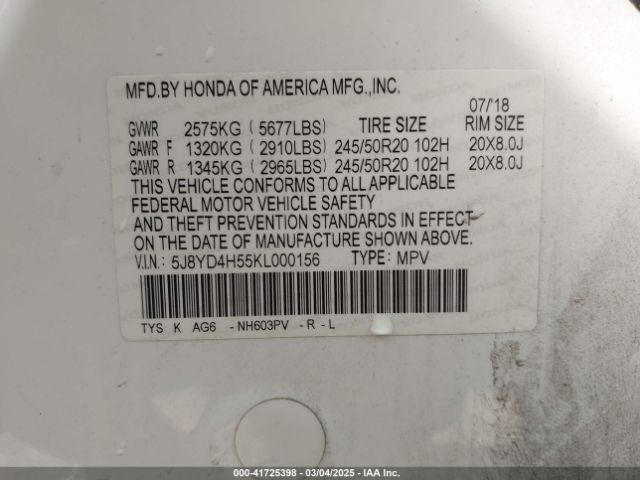 MFD.BY HONDA OF AMERICA MFG.,INC.
07/'18
GVWR 2575KG ( 5677LBS) TIRE SIZE RIM SIZE
GAWR F 1320KG ( 2910LBS) 245/50R20 102H 20X8.0J
GAWR R 1345KG ( 2965LBS) 245/50R20 102H 20X8.0J
THIS VEHICLE CONFORMS TO ALL APPLICABLE
FEDERAL MOTOR VEHICLE SAFETY
AND THEFT PREVENTION STANDARDS IN EFFECT
ON THE DATE OF MANUFACTURE SHOWN ABOVE.
V.I.N.: 5J8YD4H55KL000156 TYPE: MPV
TYS K AG6 -NH603PV -R -L
000-41725398 - 03/04/2025 - IAA Inc.